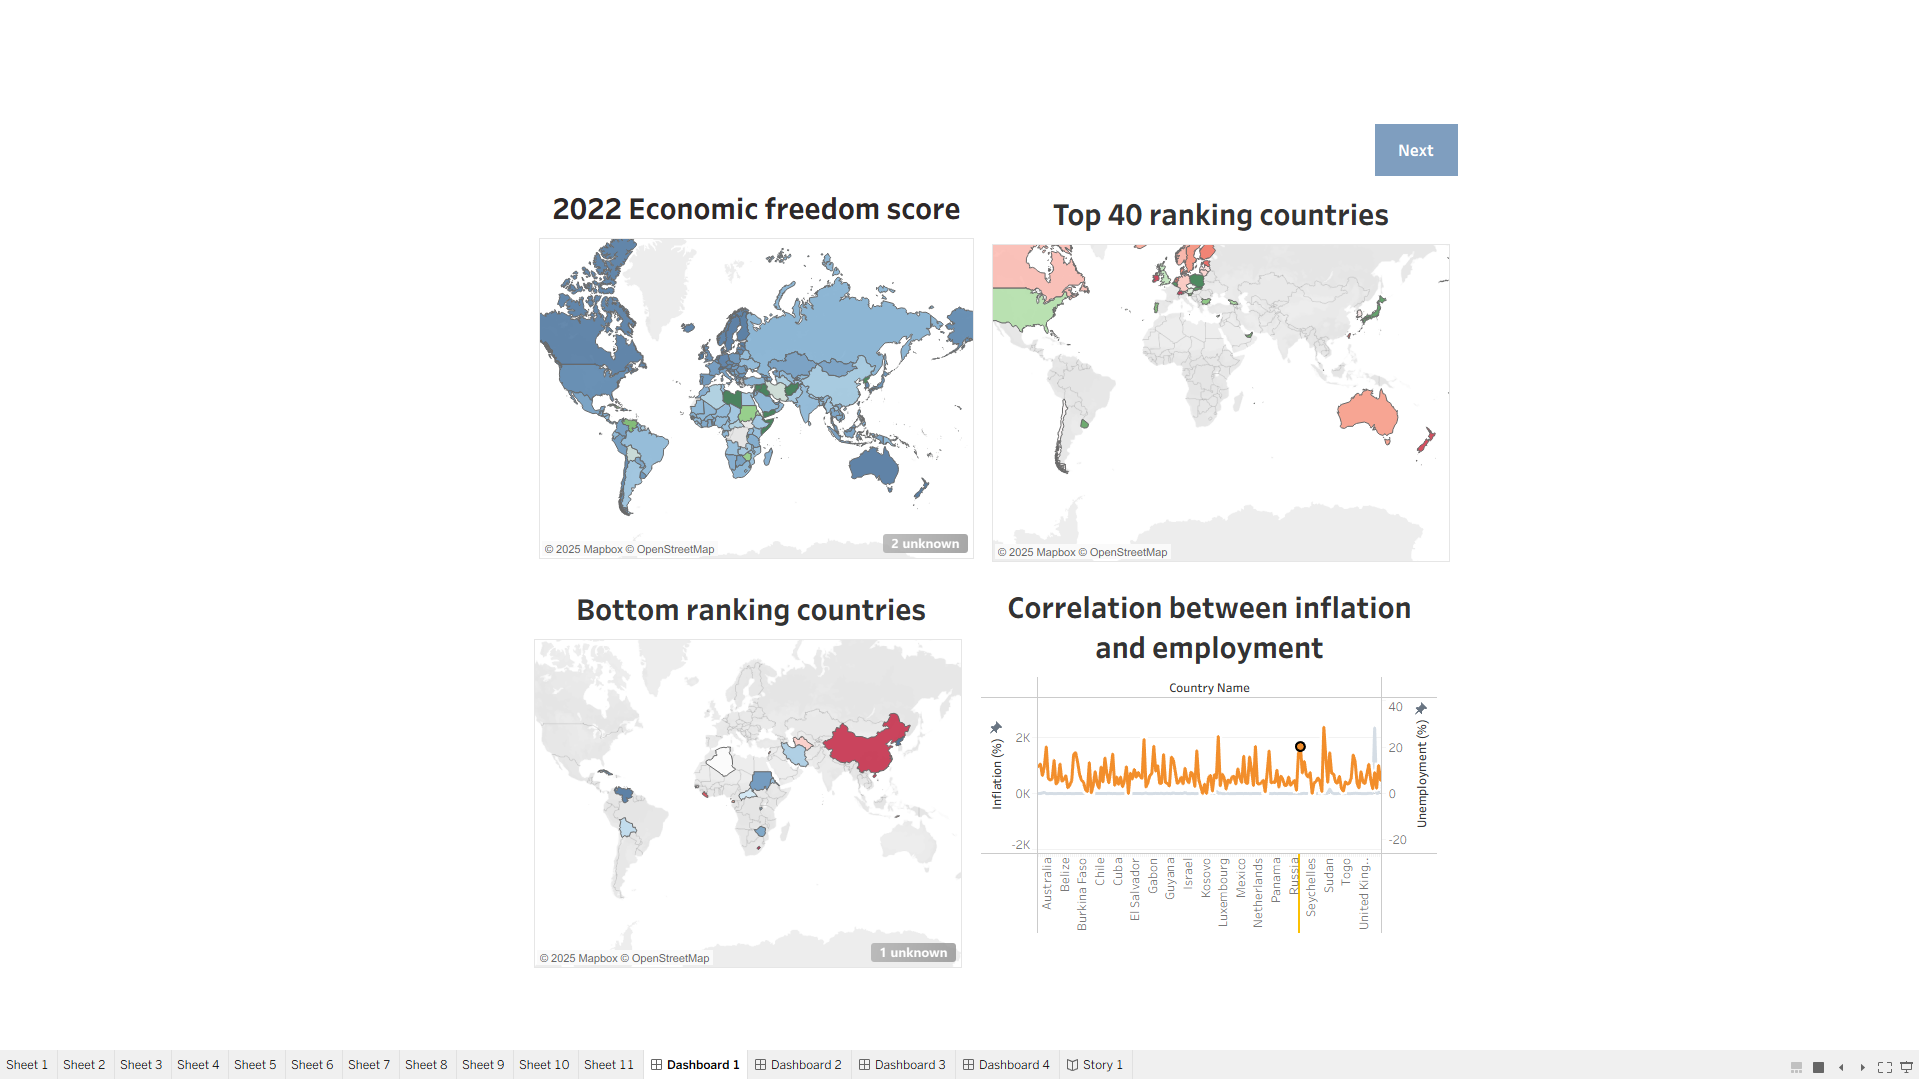 Next
2022 Economic freedom score
Top 40 ranking countries
© 2025 Mapbox © OpenStreetMap
2 unknown
© 2025 Mapbox © OpenStreetMap
Bottom ranking countries
© 2025 Mapbox © OpenStreetMap
1 unknown
Correlation between inflation
and employment
Country Name
Inflation (%)
2K
0K
-2K
40
20
0
-20
Unemployment (%)
Australia
Belize
Burkina Faso
Chile
Cuba
El Salvador
Gabon
Guyana
Israel
Kosovo
Luxembourg
Mexico
Netherlands
Panama
Russia
Seychelles
Sudan
Togo
United King..
Sheet 1 Sheet 2 Sheet 3 Sheet 4 Sheet 5 Sheet 6 Sheet 7 Sheet 8 Sheet 9 Sheet 10 Sheet 11 Dashboard 1 Dashboard 2 Dashboard 3 Dashboard 4 Story 1